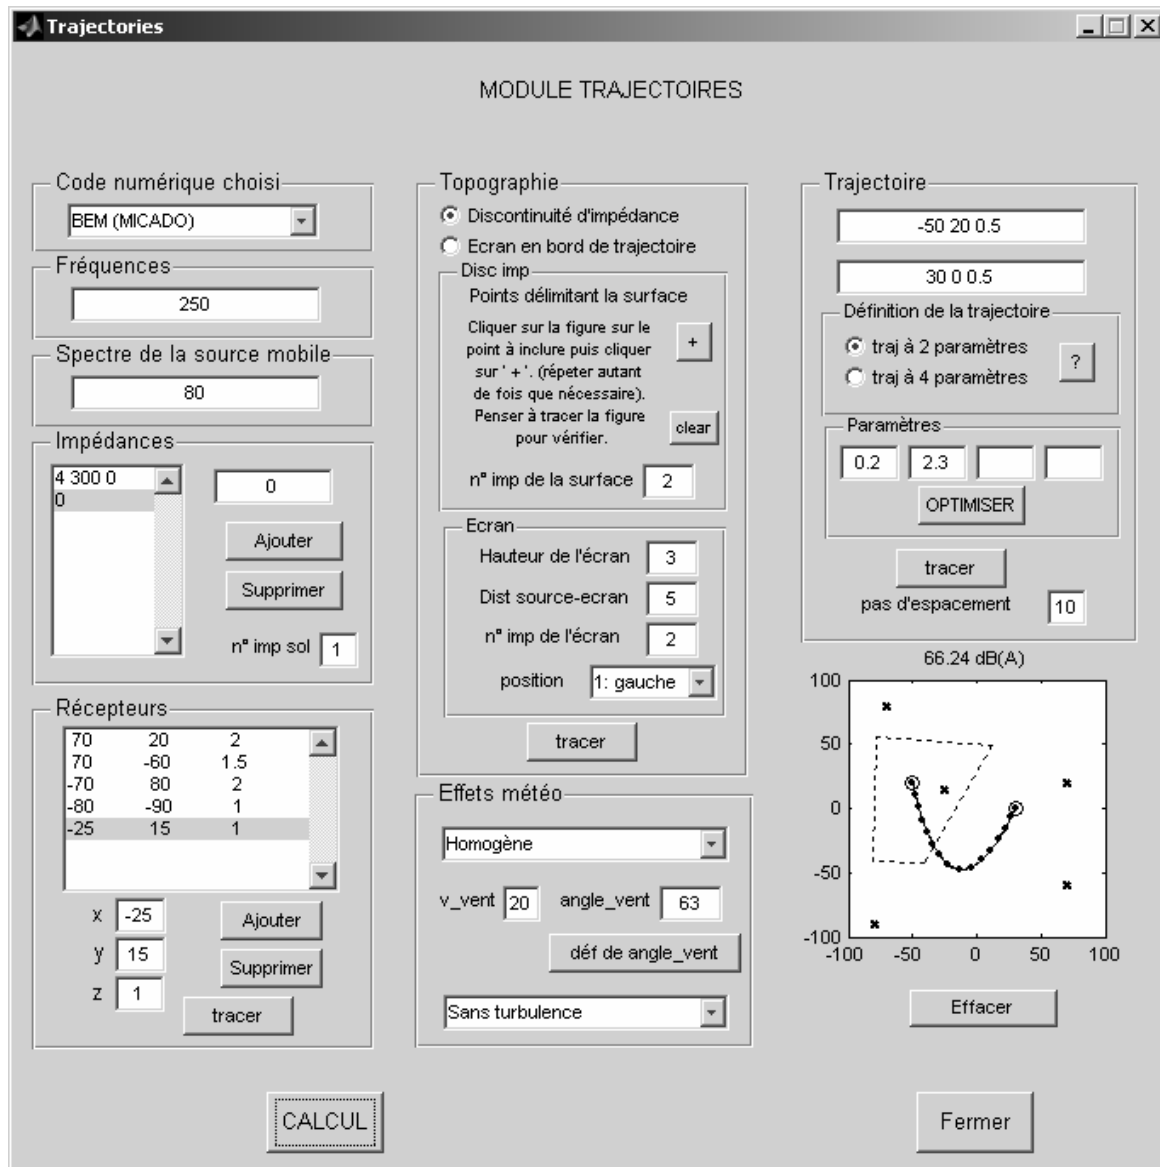 Trajectories
MODULE TRAJECTOIRES
Code numérique choisi
BEM (MICADO)
Fréquences
250
Spectre de la source mobile
80
Impédances
4 300 0
0
0
Ajouter
Supprimer
n° imp sol 1
Récepteurs
70 20 2
70 -60 1.5
-70 80 2
-80 -90 1
-25 15 1
x -25
y 15
z 1
Ajouter
Supprimer
tracer
CALCUL
Topographie
Discontinuité d'impédance
Ecran en bord de trajectoire
Disc imp
Points délimitant la surface
Cliquer sur la figure sur le
point à inclure puis cliquer
sur ' + '. (répeter autant
de fois que nécessaire).
Penser à tracer la figure
pour vérifier.
+
clear
n° imp de la surface 2
Ecran
Hauteur de l'écran 3
Dist source-ecran 5
n° imp de l'écran 2
position 1: gauche
tracer
Effets météo
Homogène
v_vent 20 angle_vent 63
déf de angle_vent
Sans turbulence
Trajectoire
-50 20 0.5
30 0 0.5
Définition de la trajectoire
traj à 2 paramètres
traj à 4 paramètres
?
Paramètres
0.2 2.3
OPTIMISER
tracer
pas d'espacement 10
66.24 dB(A)
100
50
0
-50
-100
-100 -50 0 50 100
Effacer
Fermer